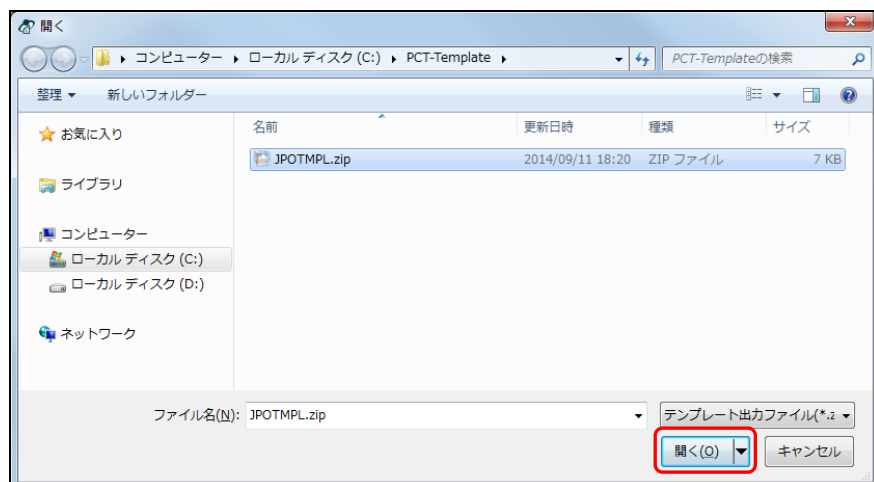 開く
コンピューター ローカル ディスク (C:) PCT-Template PCT-Templateの検索
整理 新しいフォルダー
お気に入り
ライブラリ
コンピューター
ローカル ディスク (C:)
ローカル ディスク (D:)
ネットワーク
名前 更新日時 種類 サイズ
JPOTMPL.zip 2014/09/11 18:20 ZIP ファイル 7 KB
ファイル名(N): JPOTMPL.zip テンプレート出力ファイル(*.z
開く(O) キャンセル